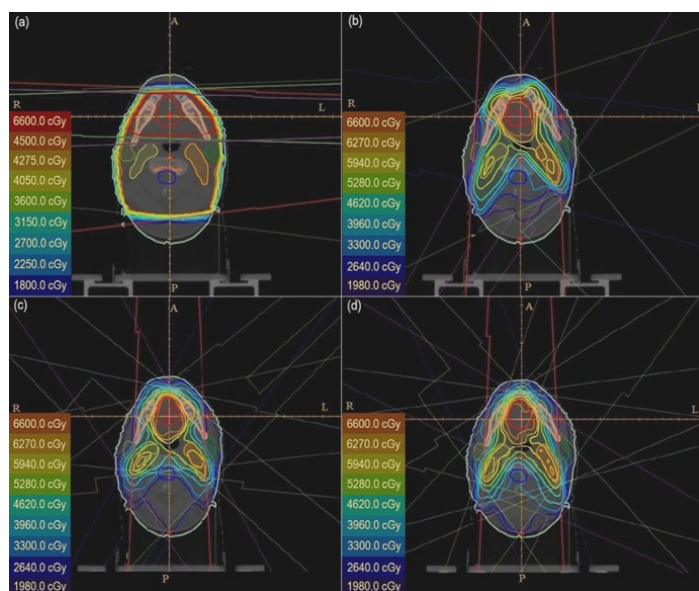 (a)
A
R
L
6600.0 cGy
4500.0 cGy
4275.0 cGy
4050.0 cGy
3600.0 cGy
3150.0 cGy
2700.0 cGy
2250.0 cGy
1800.0 cGy
P
(b)
A
R
L
6600.0 cGy
6270.0 cGy
5940.0 cGy
5280.0 cGy
4620.0 cGy
3960.0 cGy
3300.0 cGy
2640.0 cGy
1980.0 cGy
P
(c)
A
R
L
6600.0 cGy
6270.0 cGy
5940.0 cGy
5280.0 cGy
4620.0 cGy
3960.0 cGy
3300.0 cGy
2640.0 cGy
1980.0 cGy
P
(d)
A
R
L
6600.0 cGy
6270.0 cGy
5940.0 cGy
5280.0 cGy
4620.0 cGy
3960.0 cGy
3300.0 cGy
2640.0 cGy
1980.0 cGy
P